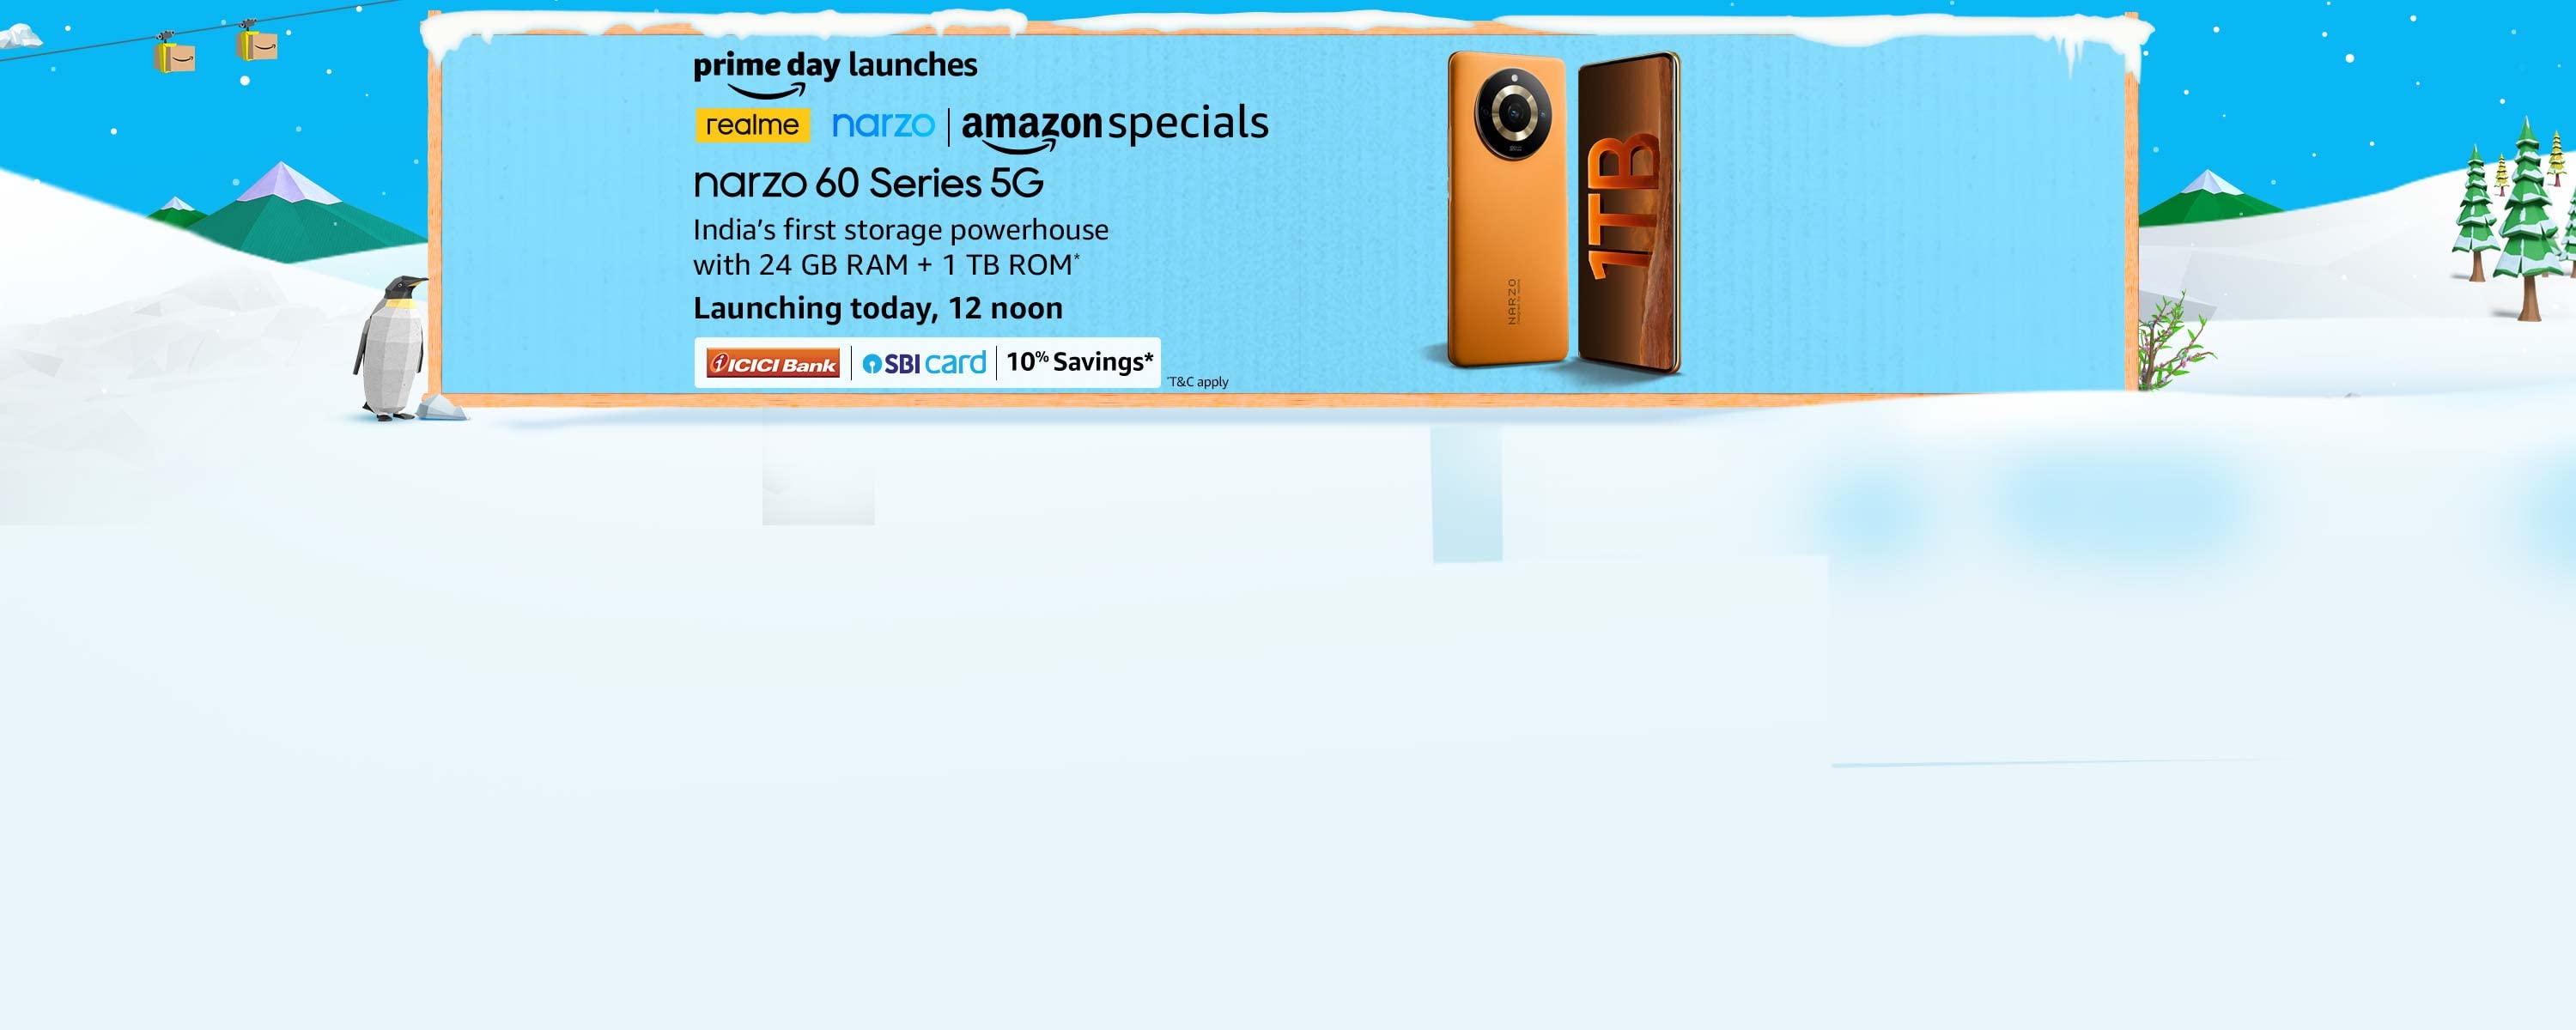 prime day launches
realme narzo | amazon specials
narzo 60 Series 5G
India's first storage powerhouse
with 24 GB RAM + 1 TB ROM*
Launching today, 12 noon
ICICI Bank | SBI card | 10% Savings*
*T&C apply
1TB
NARZO